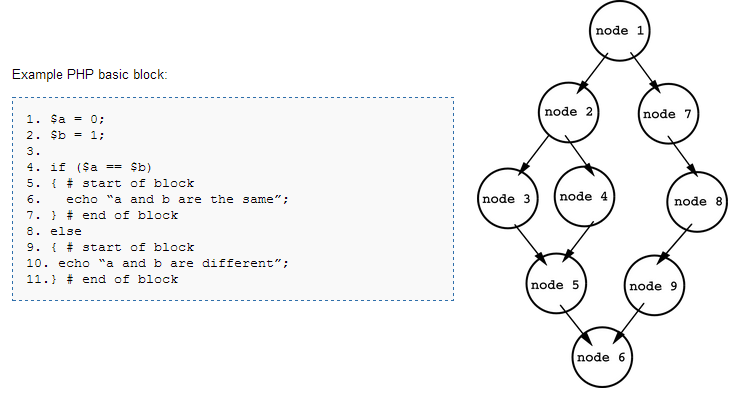 Example PHP basic block:
1. $a = 0;
2. $b = 1;
3.
4. if ($a == $b)
5. { # start of block
6.   echo "a and b are the same";
7. } # end of block
8. else
9. { # start of block
10. echo "a and b are different";
11.} # end of block
node 1
node 2
node 7
node 3
node 4
node 8
node 5
node 9
node 6